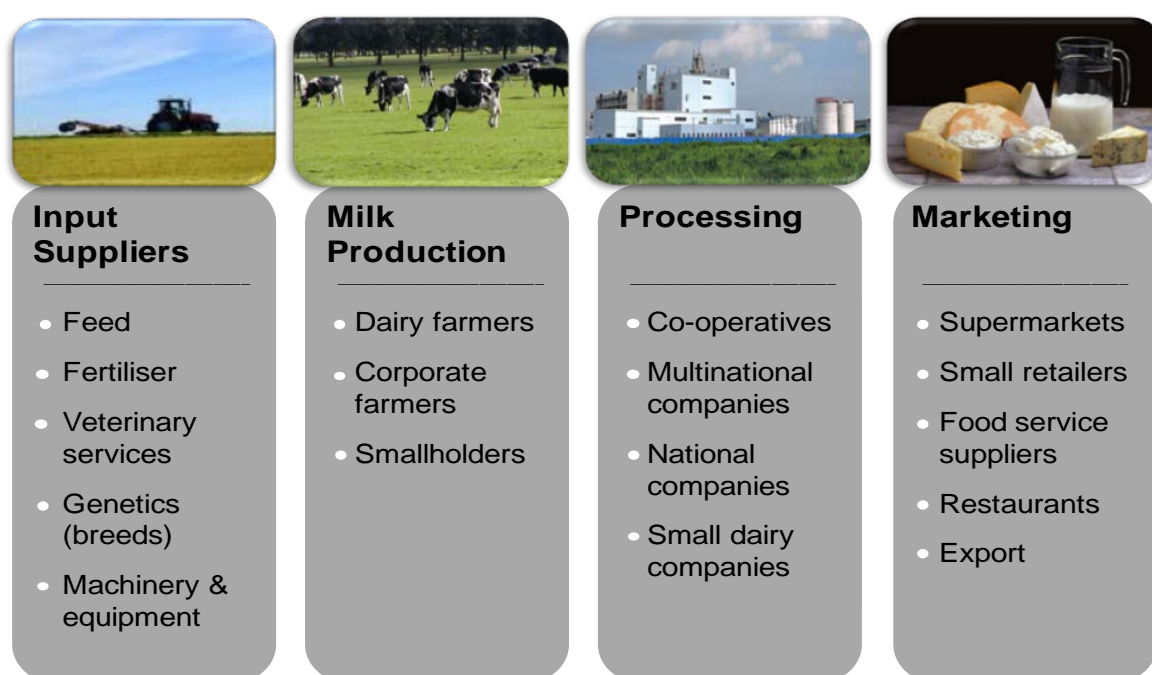 Input
Suppliers
Feed
Fertiliser
Veterinary
services
Genetics
(breeds)
Machinery &
equipment
Milk
Production
Dairy farmers
Corporate
farmers
Smallholders
Processing
Co-operatives
Multinational
companies
National
companies
Small dairy
companies
Marketing
Supermarkets
Small retailers
Food service
suppliers
Restaurants
Export